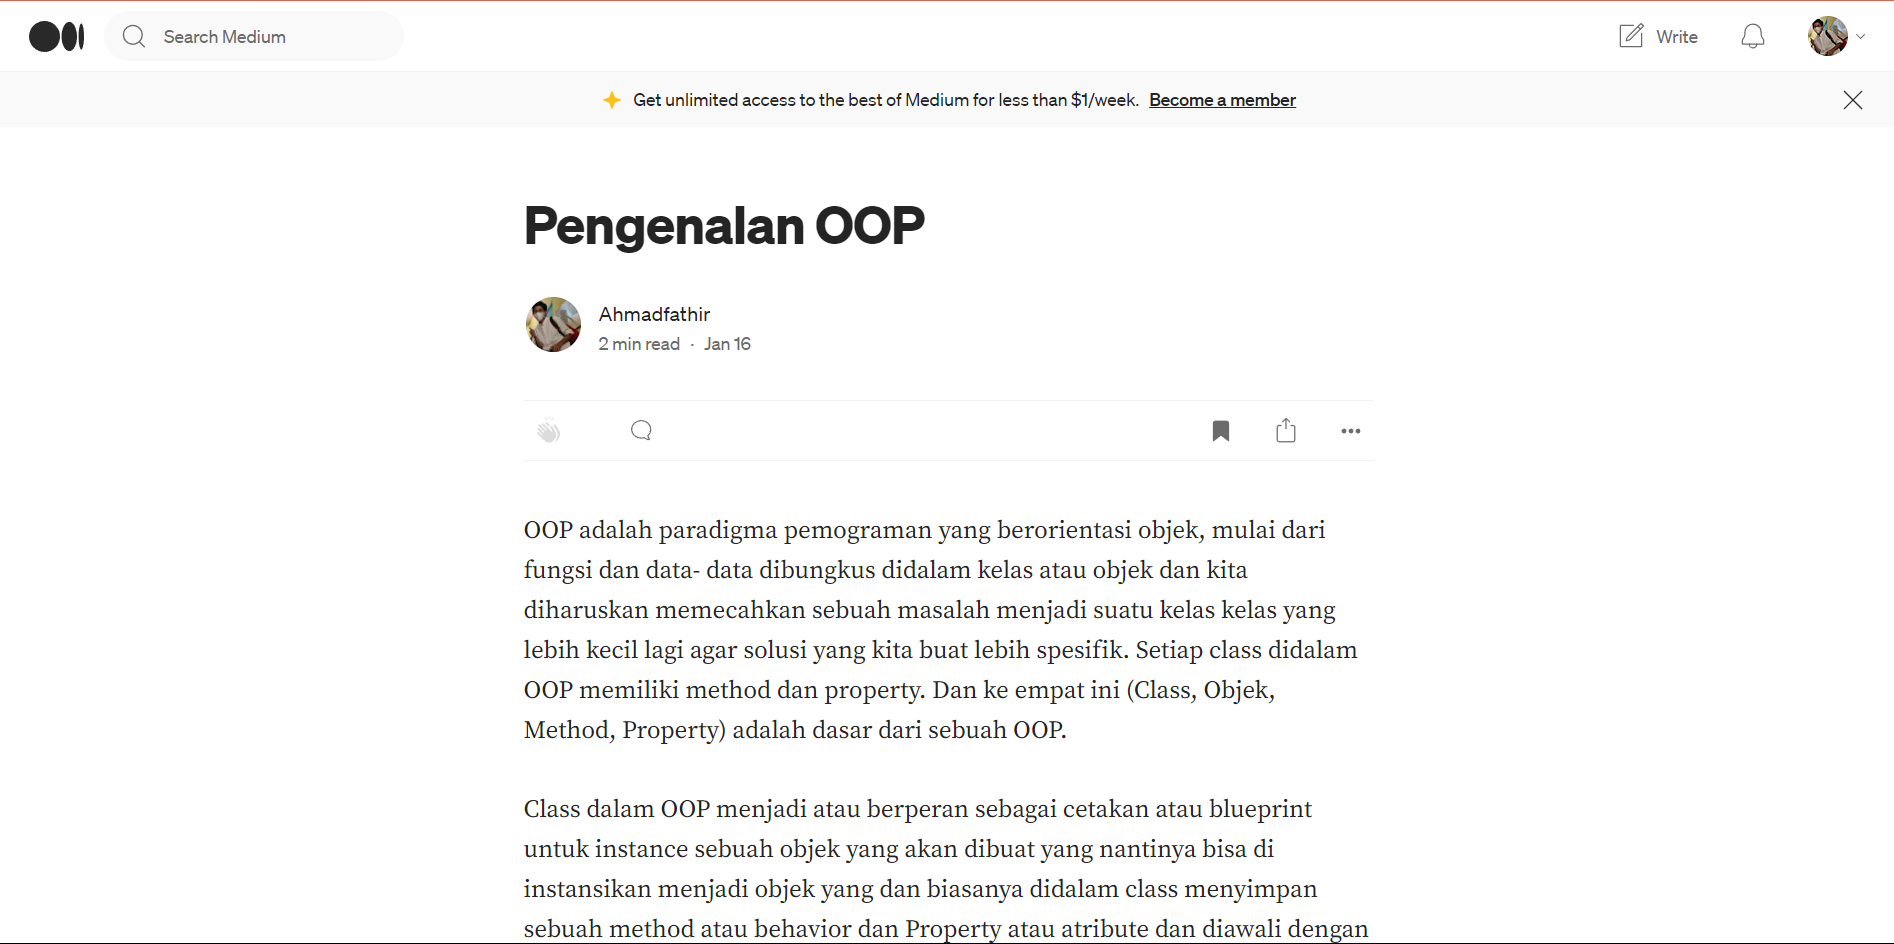 Search Medium
Write
Get unlimited access to the best of Medium for less than $1/week. Become a member
Pengenalan OOP
Ahmadfathir
2 min read · Jan 16
OOP adalah paradigma pemograman yang berorientasi objek, mulai dari
fungsi dan data- data dibungkus didalam kelas atau objek dan kita
diharuskan memecahkan sebuah masalah menjadi suatu kelas kelas yang
lebih kecil lagi agar solusi yang kita buat lebih spesifik. Setiap class didalam
OOP memiliki method dan property. Dan ke empat ini (Class, Objek,
Method, Property) adalah dasar dari sebuah OOP.
Class dalam OOP menjadi atau berperan sebagai cetakan atau blueprint
untuk instance sebuah objek yang akan dibuat yang nantinya bisa di
instansikan menjadi objek yang dan biasanya didalam class menyimpan
sebuah method atau behavior dan Property atau atribute dan diawali dengan